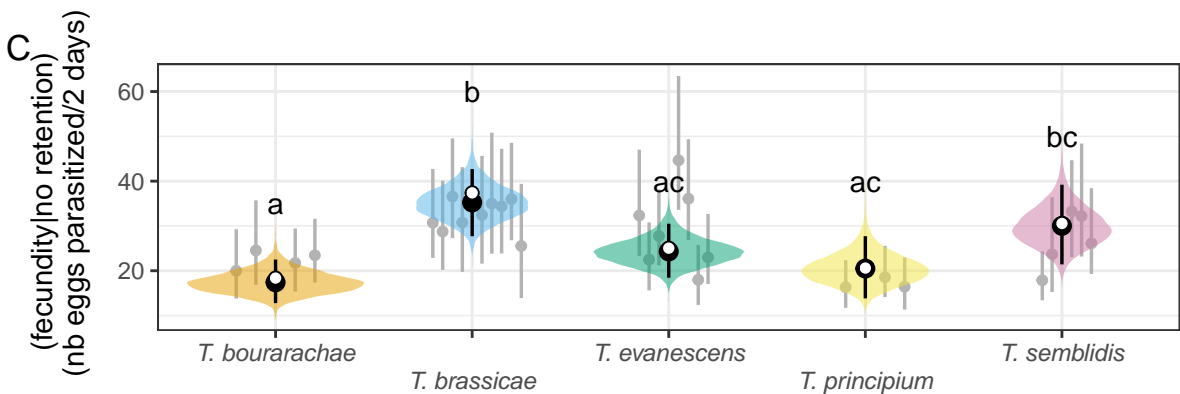 C
(fecundity|no retention)
(nb eggs parasitized/2 days)
60
40
20
a
b
ac
ac
bc
T. bourarachae
T. brassicae
T. evanescens
T. principium
T. semblidis